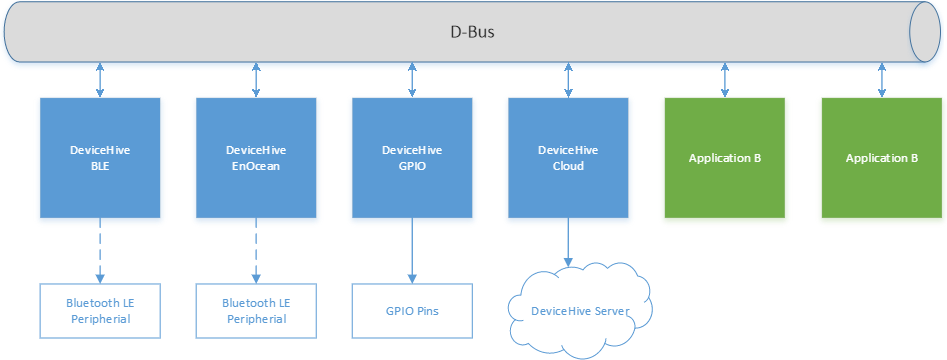 D-Bus
DeviceHive
BLE
DeviceHive
EnOcean
DeviceHive
GPIO
DeviceHive
Cloud
Application B
Application B
Bluetooth LE
Peripherial
Bluetooth LE
Peripherial
GPIO Pins
DeviceHive Server